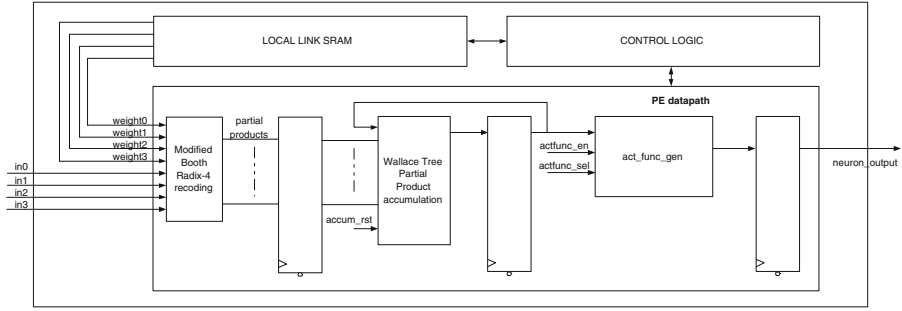 LOCAL LINK SRAM
CONTROL LOGIC
PE datapath
weight0
weight1
weight2
weight3
in0
in1
in2
in3
Modified
Booth
Radix-4
recoding
partial
products
Wallace Tree
Partial
Product
accumulation
accum_rst
actfunc_en
actfunc_sel
act_func_gen
neuron_output